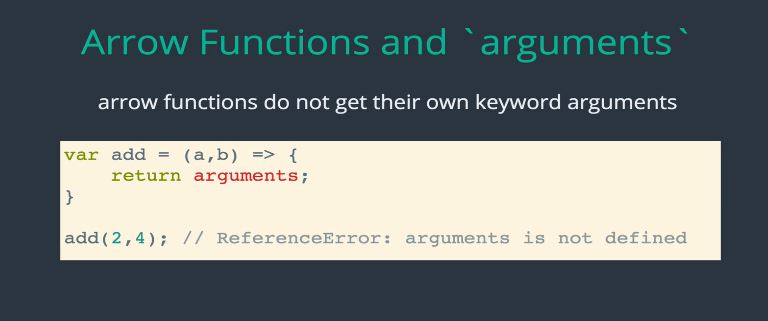 Arrow Functions and `arguments`
arrow functions do not get their own keyword arguments
var add = (a,b) => {
    return arguments;
}
add(2,4); // ReferenceError: arguments is not defined